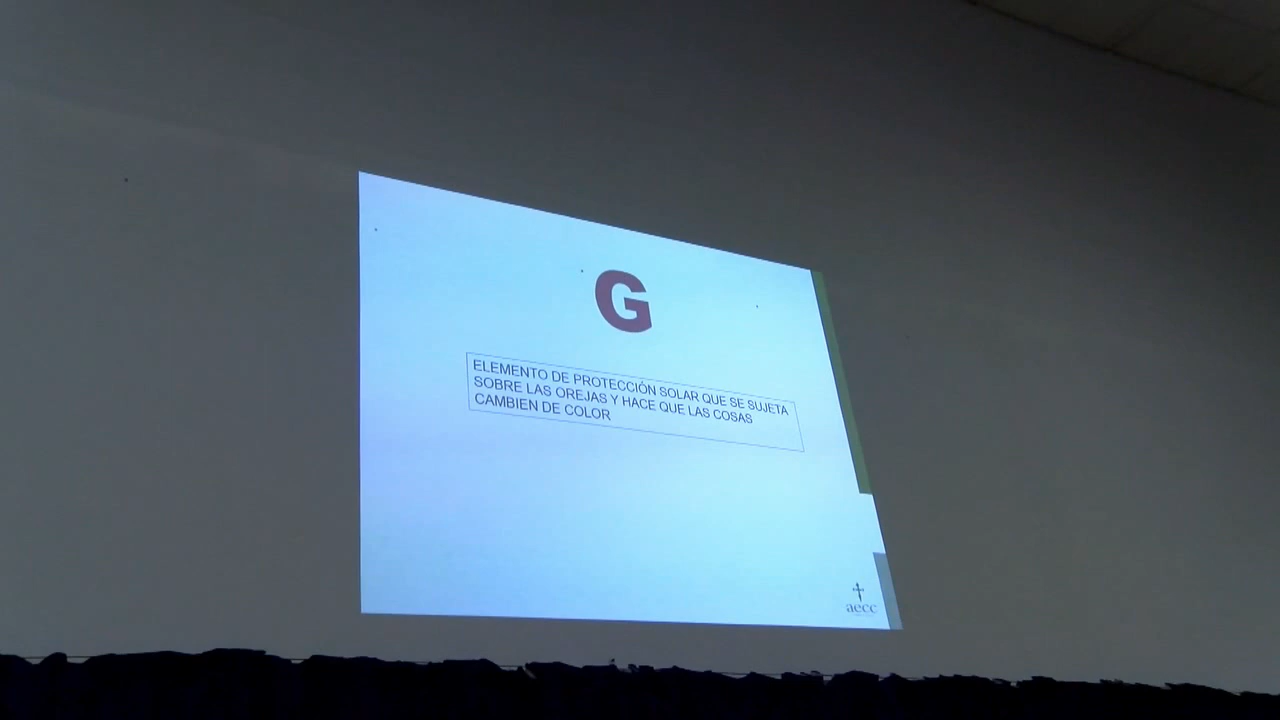 G
ELEMENTO DE PROTECCIÓN SOLAR QUE SE SUJETA
SOBRE LAS OREJAS Y HACE QUE LAS COSAS
CAMBIEN DE COLOR
aecc